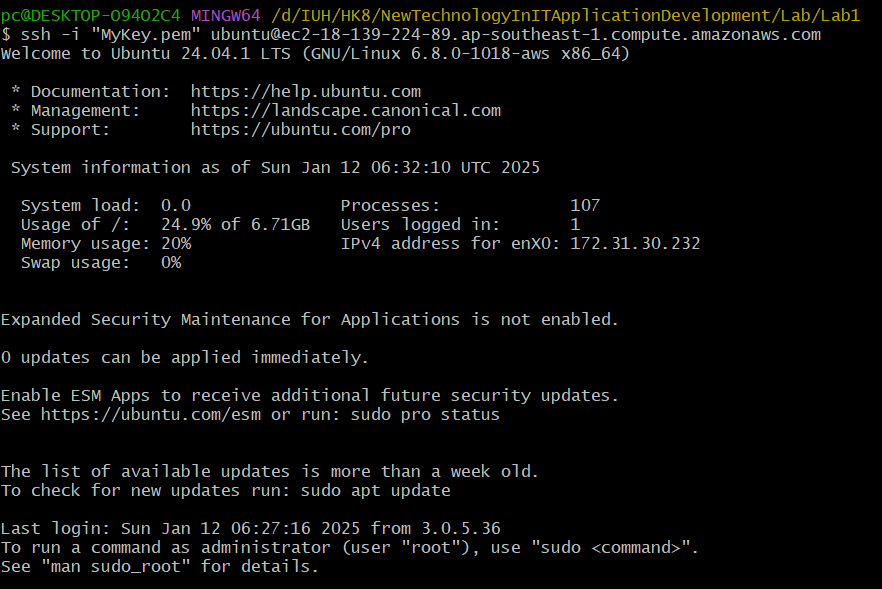 pc@DESKTOP-O94O2C4 MINGW64 /d/IUH/HK8/NewTechnologyInITApplicationDevelopment/Lab/Lab1
$ ssh -i "MyKey.pem" ubuntu@ec2-18-139-224-89.ap-southeast-1.compute.amazonaws.com
Welcome to Ubuntu 24.04.1 LTS (GNU/Linux 6.8.0-1018-aws x86_64)
* Documentation:  https://help.ubuntu.com
* Management:     https://landscape.canonical.com
* Support:        https://ubuntu.com/pro
System information as of Sun Jan 12 06:32:10 UTC 2025
System load:  0.0               Processes:             107
Usage of /:   24.9% of 6.71GB   Users logged in:       1
Memory usage: 20%               IPv4 address for enX0: 172.31.30.232
Swap usage:   0%
Expanded Security Maintenance for Applications is not enabled.
0 updates can be applied immediately.
Enable ESM Apps to receive additional future security updates.
See https://ubuntu.com/esm or run: sudo pro status
The list of available updates is more than a week old.
To check for new updates run: sudo apt update
Last login: Sun Jan 12 06:27:16 2025 from 3.0.5.36
To run a command as administrator (user "root"), use "sudo <command>".
See "man sudo_root" for details.